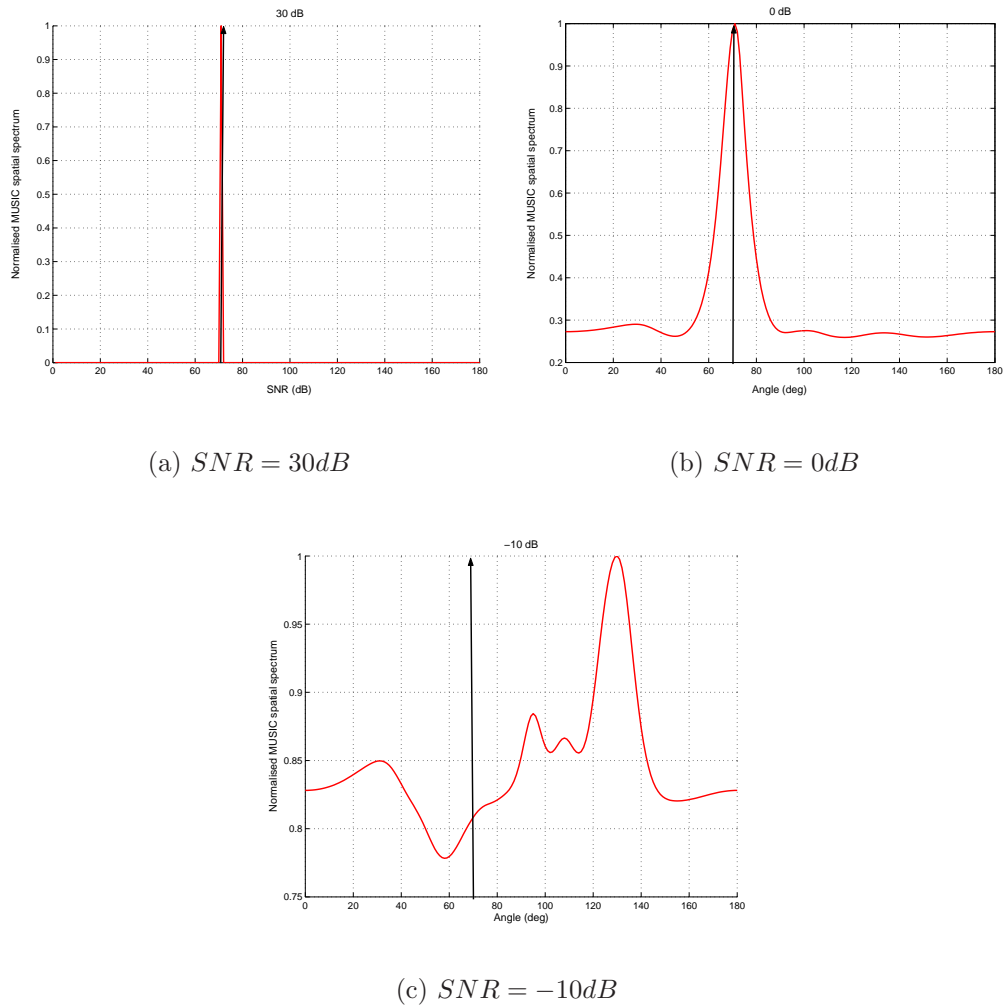 30 dB
1
0.9
0.8
0.7
0.6
0.5
0.4
0.3
0.2
0.1
0
Normalised MUSIC spatial spectrum
0 20 40 60 80 100 120 140 160 180
SNR (dB)
(a) SNR = 30dB
0 dB
1
0.9
0.8
0.7
0.6
0.5
0.4
0.3
0.2
Normalised MUSIC spatial spectrum
0 20 40 60 80 100 120 140 160 180
Angle (deg)
(b) SNR = 0dB
−10 dB
1
0.95
0.9
0.85
0.8
0.75
Normalised MUSIC spatial spectrum
0 20 40 60 80 100 120 140 160 180
Angle (deg)
(c) SNR = −10dB